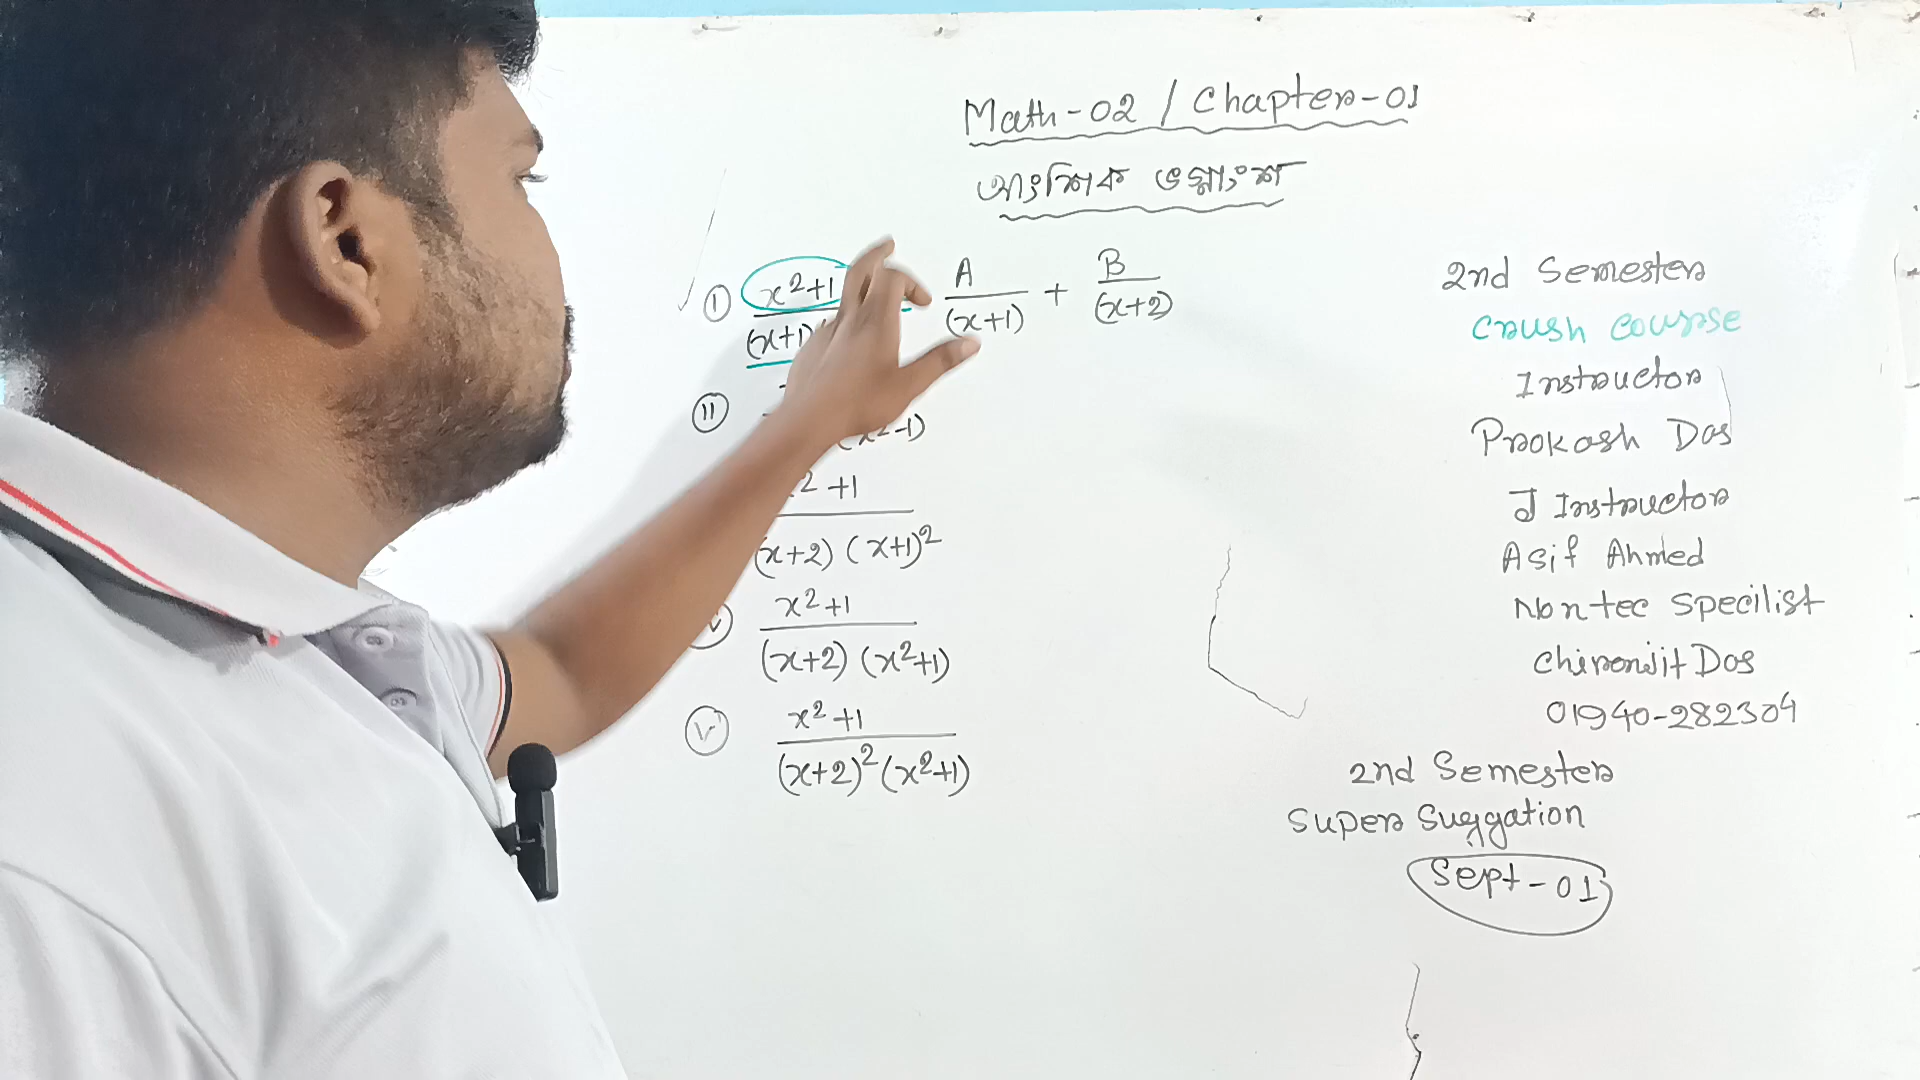 Math-02 / Chapter-01
আংশিক ভগ্নাংশ
I x²+1 / (x+1) = A / (x+1) + B / (x+2)
II (x²-1)
2 +1 / (x+2) (x+1)²
x²+1 / (x+2) (x²+1)
V x²+1 / (x+2)² (x²+1)
2nd Semester
Crush course
Instructor
Prokash Das
J Instructor
Asif Ahmed
Nontec Specilist
Chironjit Das
01940-282304
2nd Semester
Super Suggation
Sept-01